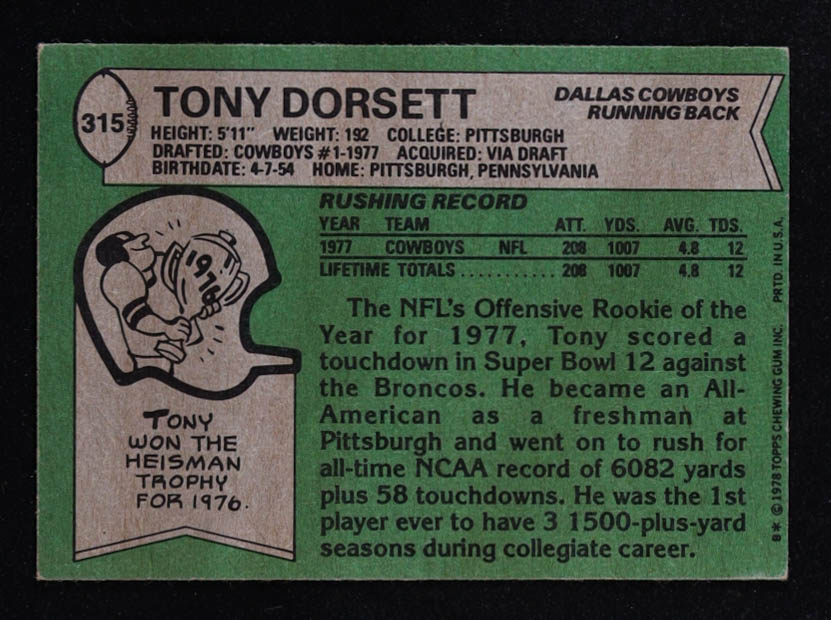 315
TONY DORSETT
DALLAS COWBOYS
RUNNING BACK
HEIGHT: 5'11" WEIGHT: 192 COLLEGE: PITTSBURGH
DRAFTED: COWBOYS #1-1977 ACQUIRED: VIA DRAFT
BIRTHDATE: 4-7-54 HOME: PITTSBURGH, PENNSYLVANIA
RUSHING RECORD
YEAR TEAM ATT. YDS. AVG. TDS.
1977 COWBOYS NFL 208 1007 4.8 12
LIFETIME TOTALS........... 208 1007 4.8 12
The NFL's Offensive Rookie of the
Year for 1977, Tony scored a
touchdown in Super Bowl 12 against
the Broncos. He became an All-
American as a freshman at
Pittsburgh and went on to rush for
all-time NCAA record of 6082 yards
plus 58 touchdowns. He was the 1st
player ever to have 3 1500-plus-yard
seasons during collegiate career.
1976
TONY
WON THE
HEISMAN
TROPHY
FOR 1976.
B* © 1978 TOPPS CHEWING GUM INC. PRTD. IN U.S.A.